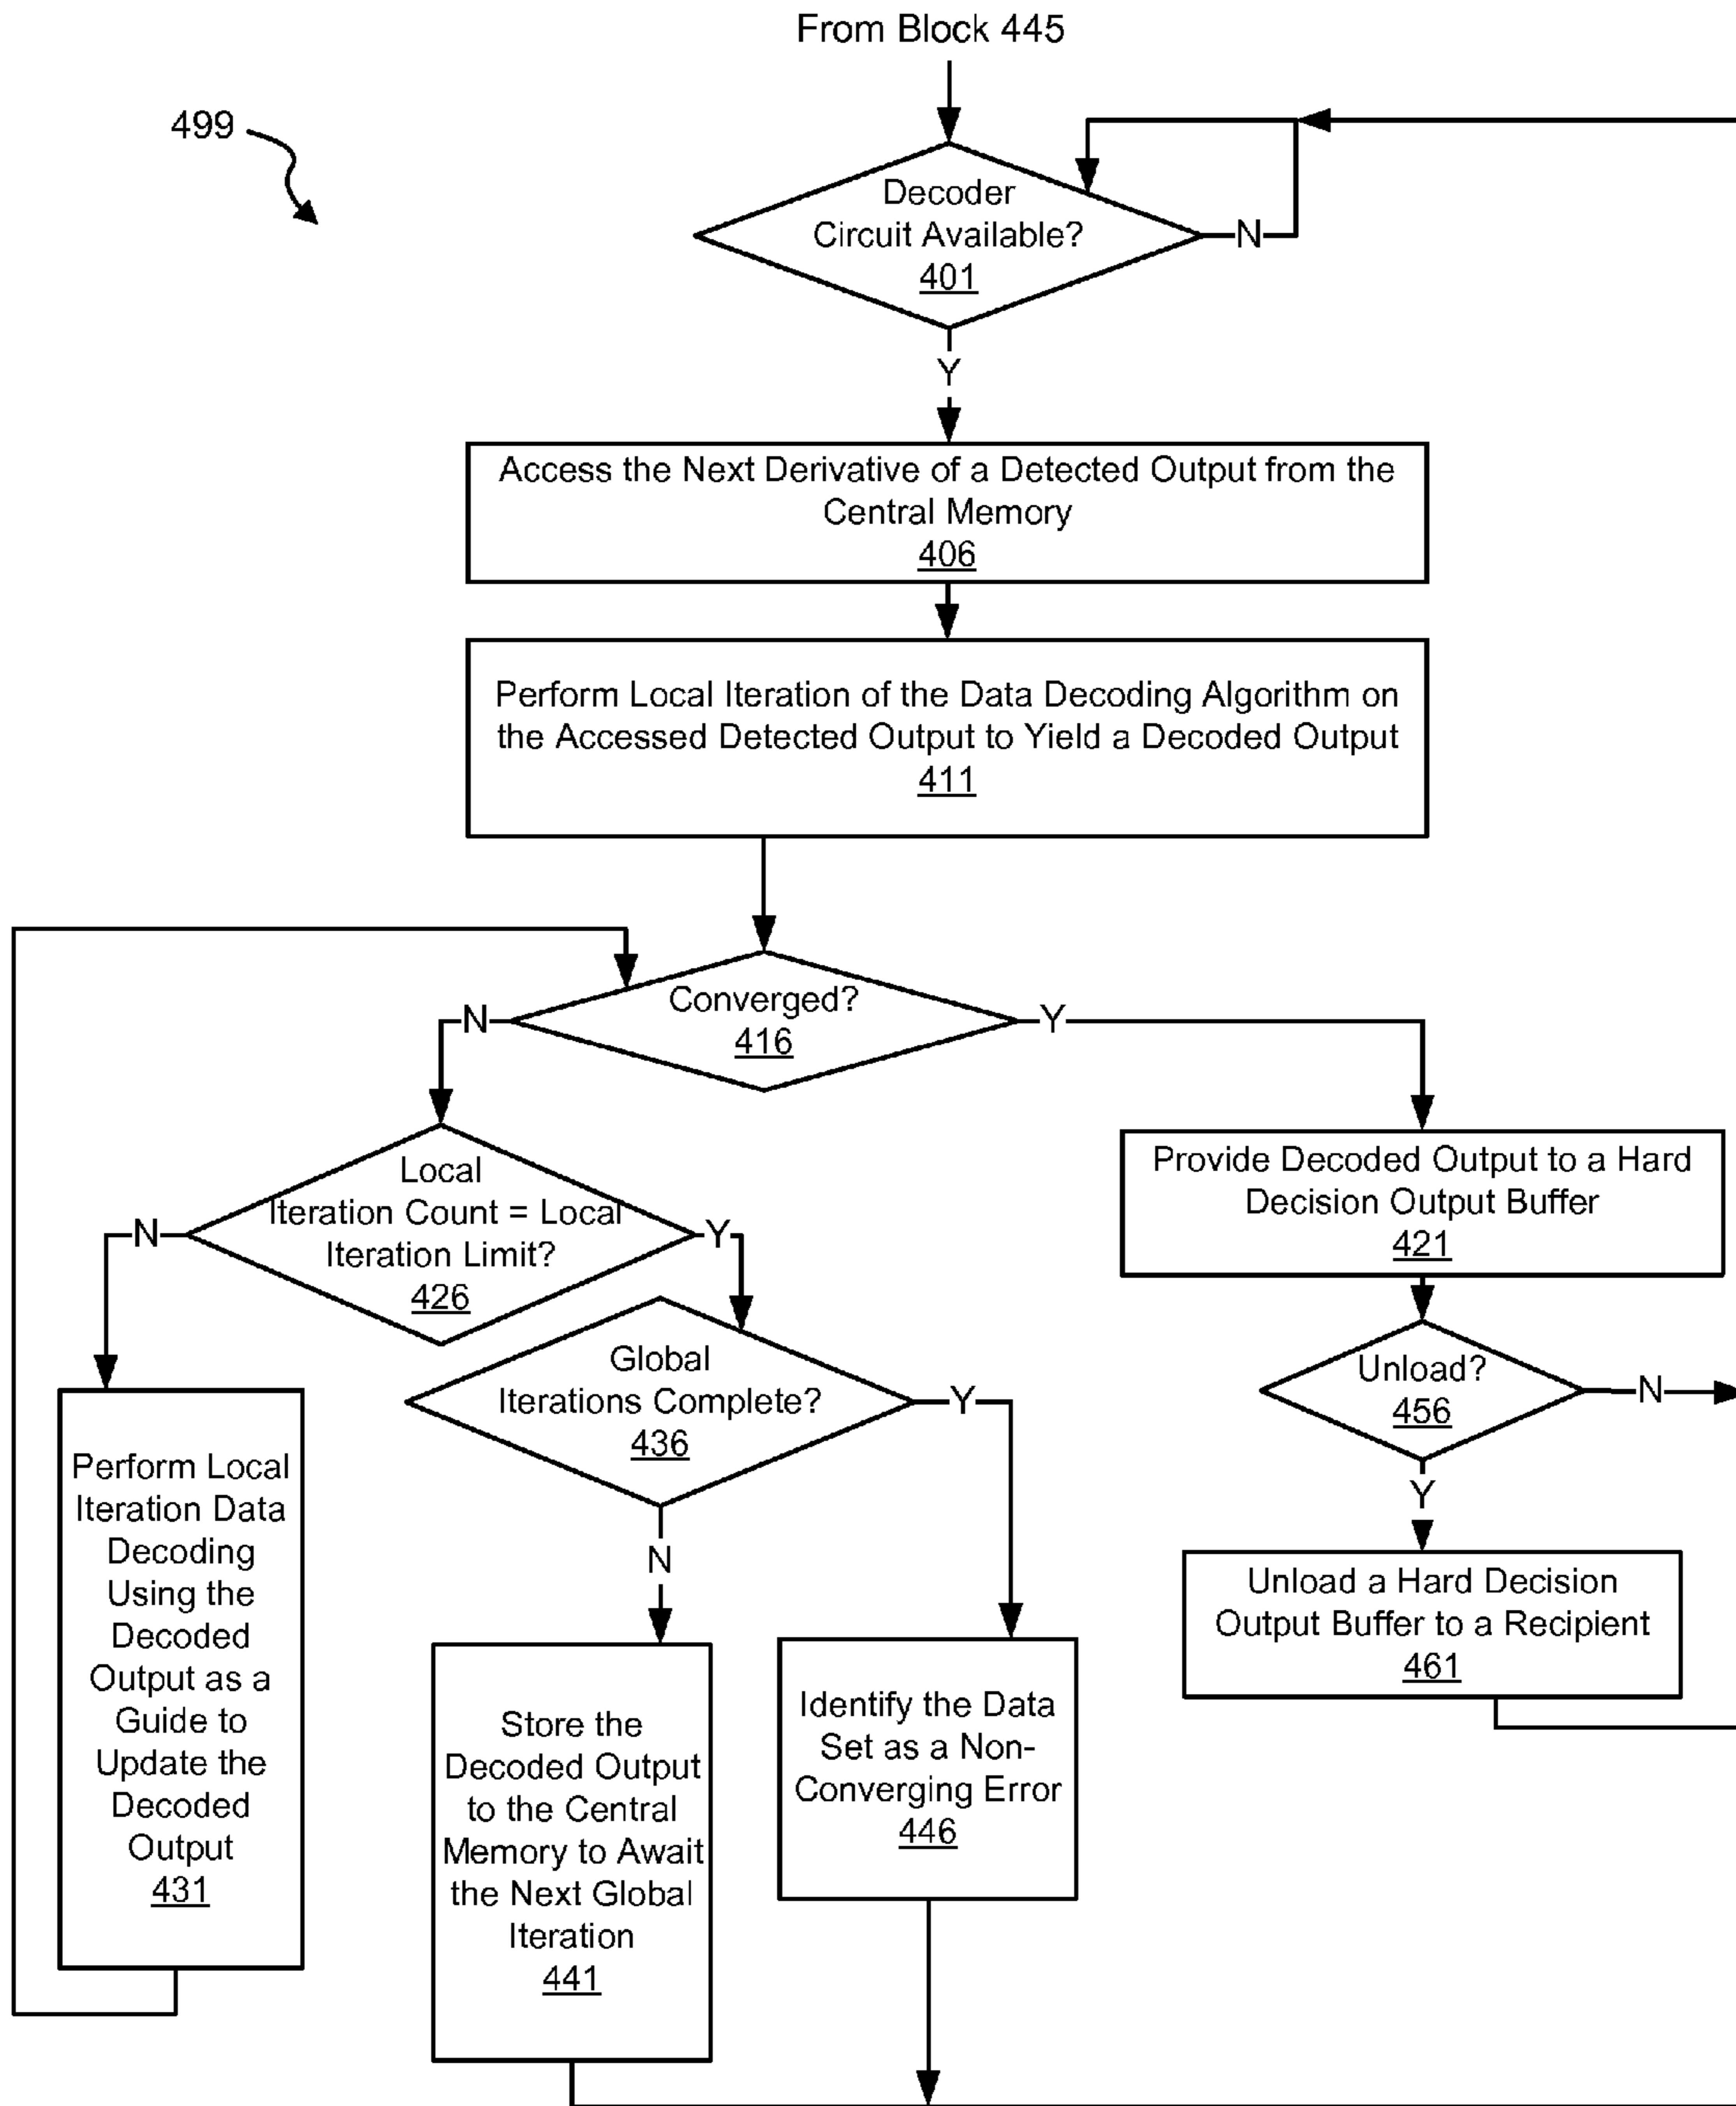 From Block 445
499
Decoder
Circuit Available?
401
N
Y
Access the Next Derivative of a Detected Output from the
Central Memory
406
Perform Local Iteration of the Data Decoding Algorithm on
the Accessed Detected Output to Yield a Decoded Output
411
Converged?
416
N
Y
Local
Iteration Count = Local
Iteration Limit?
426
N
Y
Provide Decoded Output to a Hard
Decision Output Buffer
421
Global
Iterations Complete?
436
Y
N
Unload?
456
N
Y
Perform Local
Iteration Data
Decoding
Using the
Decoded
Output as a
Guide to
Update the
Decoded
Output
431
Store the
Decoded Output
to the Central
Memory to Await
the Next Global
Iteration
441
Identify the Data
Set as a Non-
Converging Error
446
Unload a Hard Decision
Output Buffer to a Recipient
461